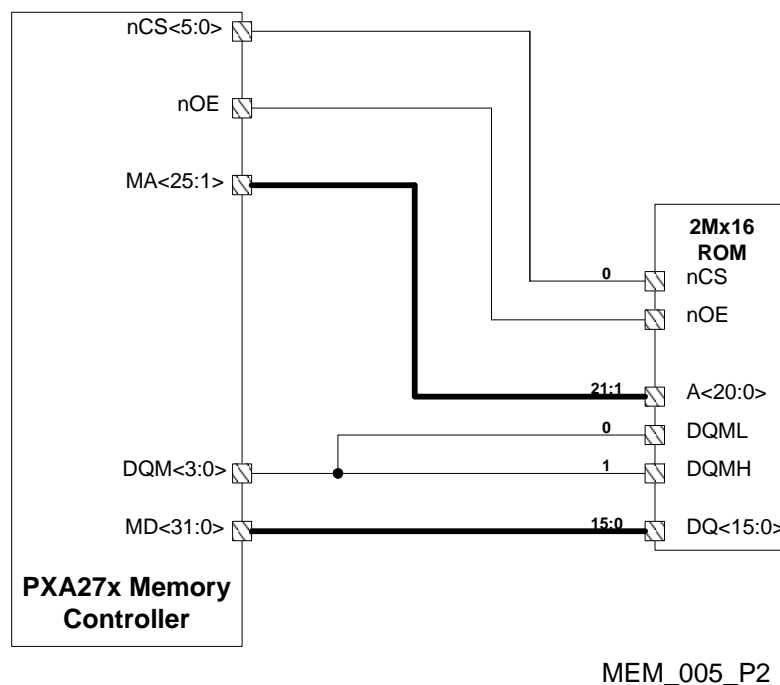 nCS<5:0>
nOE
MA<25:1>
2Mx16
ROM
0
nCS
nOE
21:1
A<20:0>
0
DQML
DQM<3:0>
1
DQMH
MD<31:0>
15:0
DQ<15:0>
PXA27x Memory
Controller
MEM_005_P2